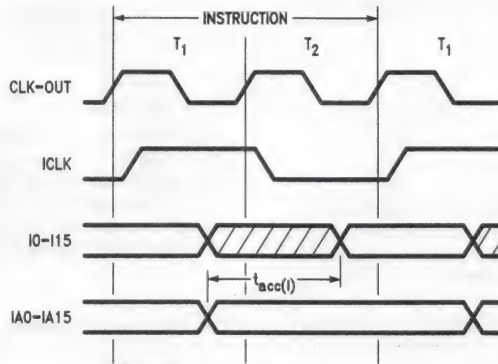 INSTRUCTION
T1 T2 T1
CLK-OUT
ICLK
I0-I15
tacc(I)
IA0-IA15